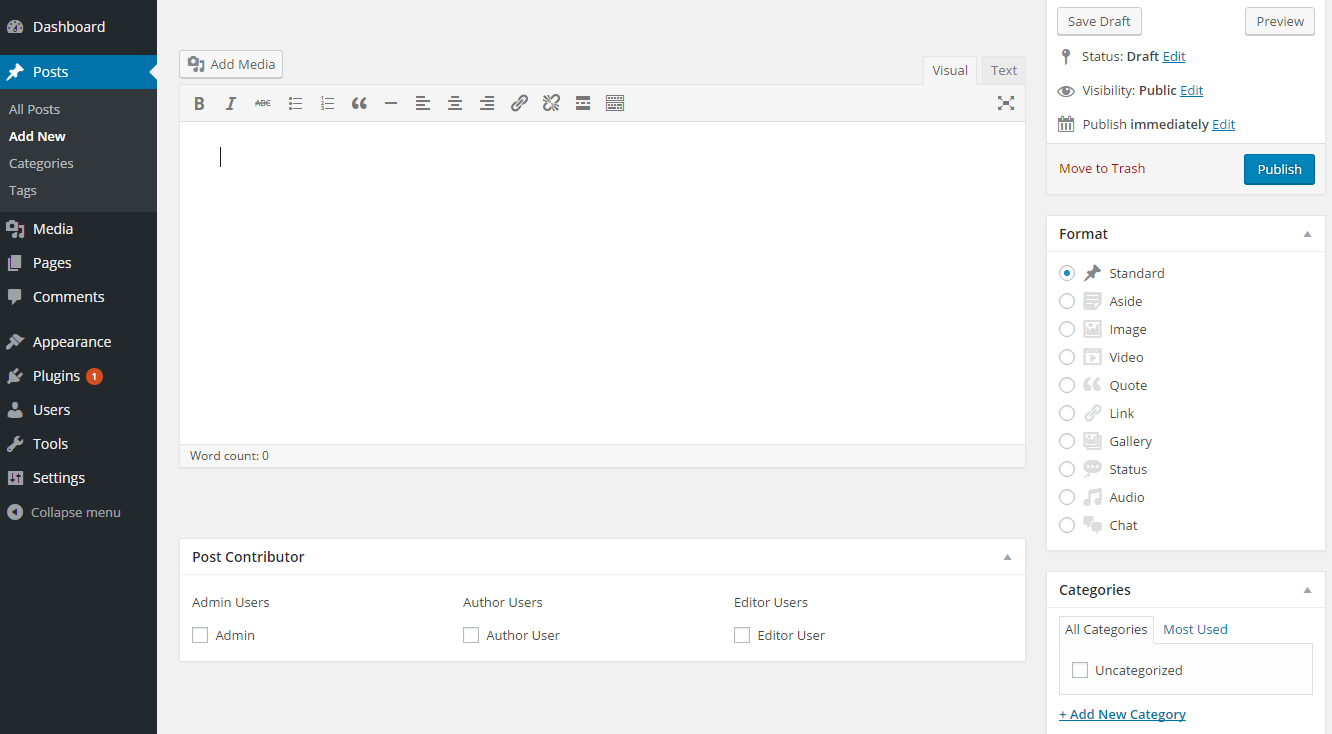 Dashboard
Posts
All Posts
Add New
Categories
Tags
Media
Pages
Comments
Appearance
Plugins 1
Users
Tools
Settings
Collapse menu
Add Media
Visual Text
B I ABC
Word count: 0
Post Contributor
Admin Users Author Users Editor Users
Admin Author User Editor User
Save Draft Preview
Status: Draft Edit
Visibility: Public Edit
Publish immediately Edit
Move to Trash Publish
Format
Standard
Aside
Image
Video
Quote
Link
Gallery
Status
Audio
Chat
Categories
All Categories Most Used
Uncategorized
+ Add New Category